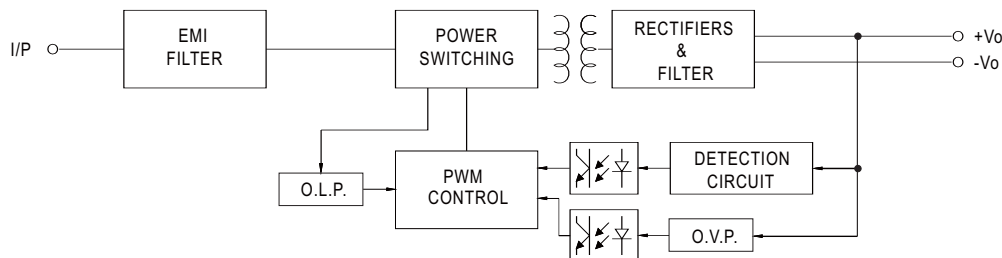 I/P
EMI
FILTER
POWER
SWITCHING
RECTIFIERS
&
FILTER
+Vo
-Vo
O.L.P.
PWM
CONTROL
DETECTION
CIRCUIT
O.V.P.